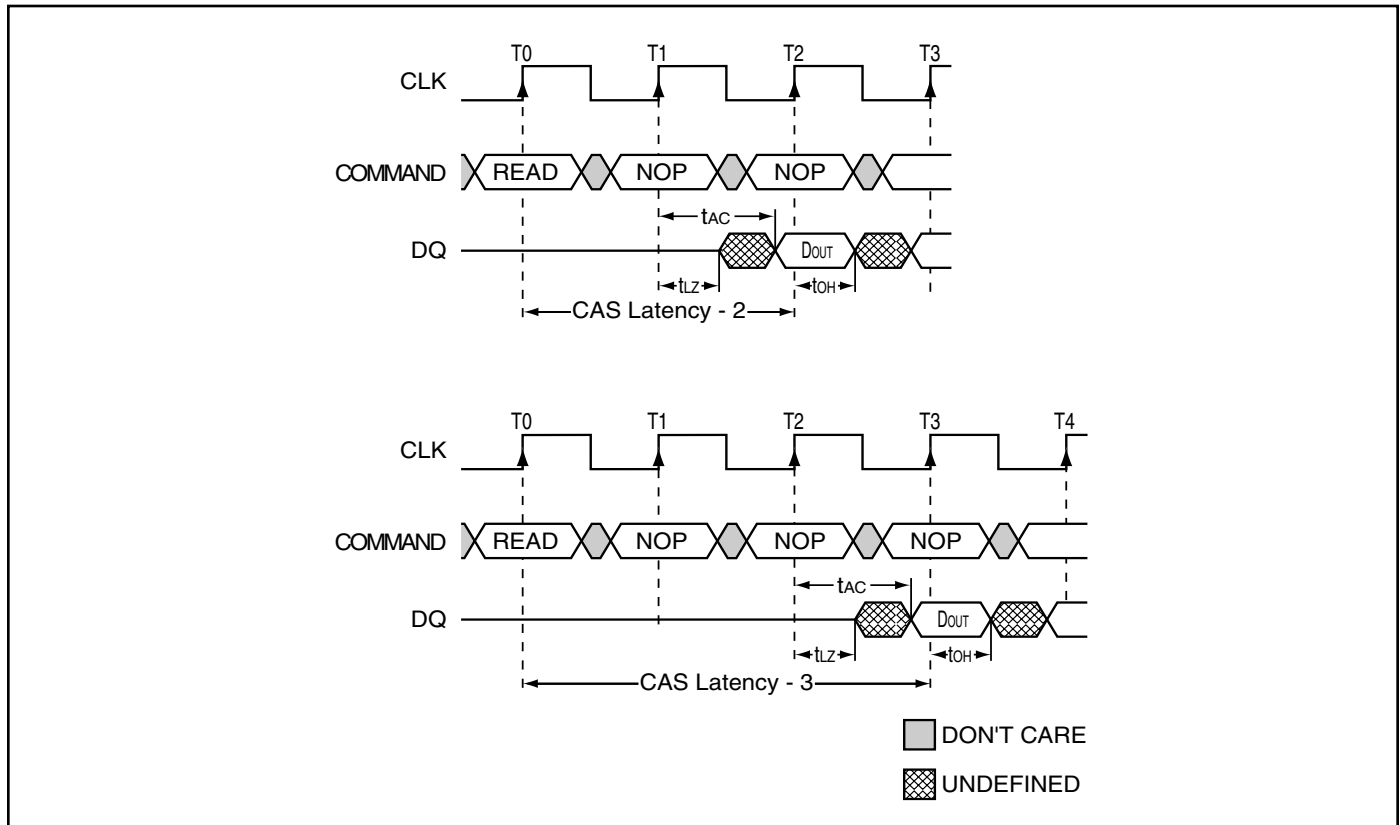 T0 T1 T2 T3
CLK
COMMAND READ NOP NOP
tAC
DQ DOUT
tLZ tOH
CAS Latency - 2
T0 T1 T2 T3 T4
CLK
COMMAND READ NOP NOP NOP
tAC
DQ DOUT
tLZ tOH
CAS Latency - 3
DON'T CARE
UNDEFINED